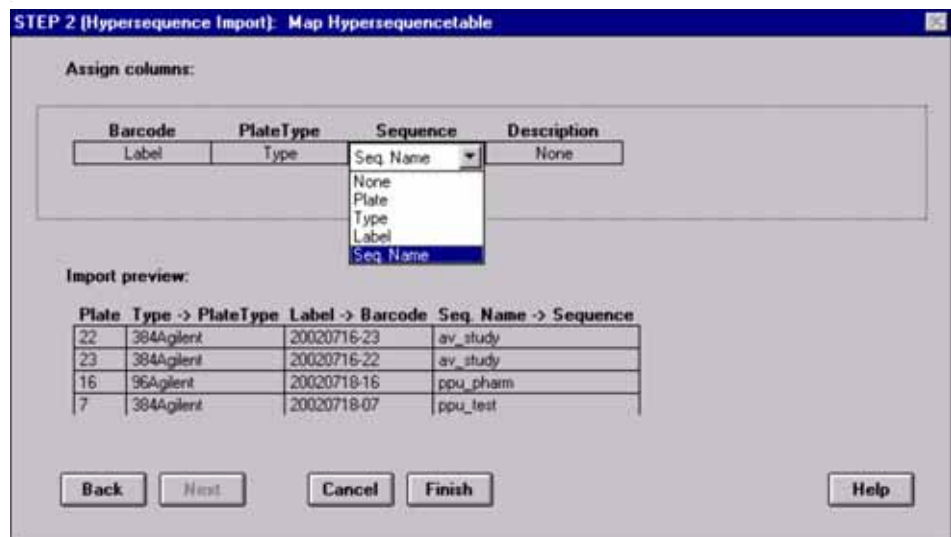 STEP 2 (Hypersequence Import): Map Hypersequencetable
Assign columns:
Barcode PlateType Sequence Description
Label Type Seq. Name None
None
Plate
Type
Label
Seq. Name
Import preview:
Plate Type -> PlateType Label -> Barcode Seq. Name -> Sequence
22 384Agilent 20020716-23 av_study
23 384Agilent 20020716-22 av_study
16 96Agilent 20020718-16 ppu_pharm
7 384Agilent 20020718-07 ppu_test
Back Next Cancel Finish Help